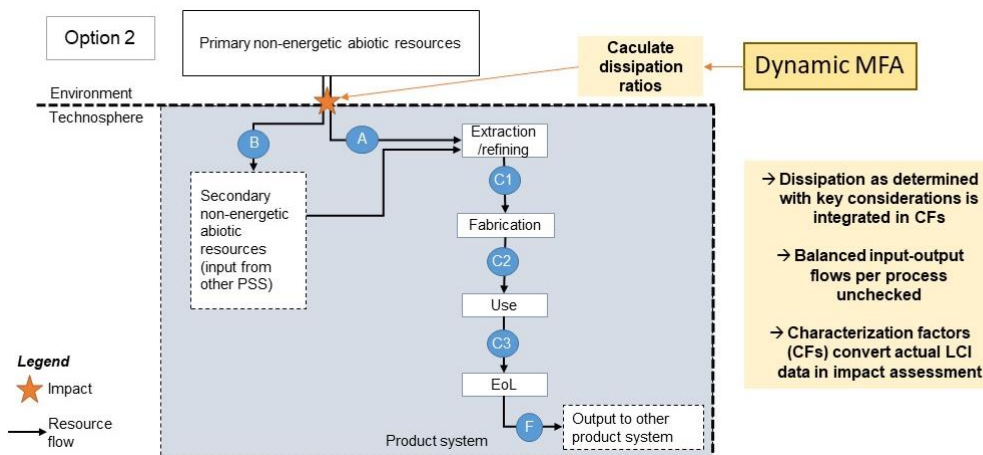 Option 2
Primary non-energetic abiotic resources
Caculate
dissipation
ratios
Dynamic MFA
Environment
Technosphere
B
A
Extraction
/refining
Secondary
non-energetic
abiotic
resources
(input from
other PSS)
C1
Fabrication
C2
Use
C3
EoL
F
Output to other
product system
Product system
Legend
Impact
Resource
flow
→ Dissipation as determined
with key considerations is
integrated in CFs
→ Balanced input-output
flows per process
unchecked
→ Characterization factors
(CFs) convert actual LCI
data in impact assessment